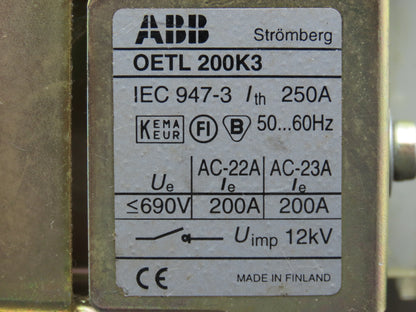 ABB Strömberg
OETL 200K3
IEC 947-3 Ith 250A
KEMA KEUR FI B 50...60Hz
Ue AC-22A Ie AC-23A Ie
≤690V 200A 200A
Uimp 12kV
CE MADE IN FINLAND